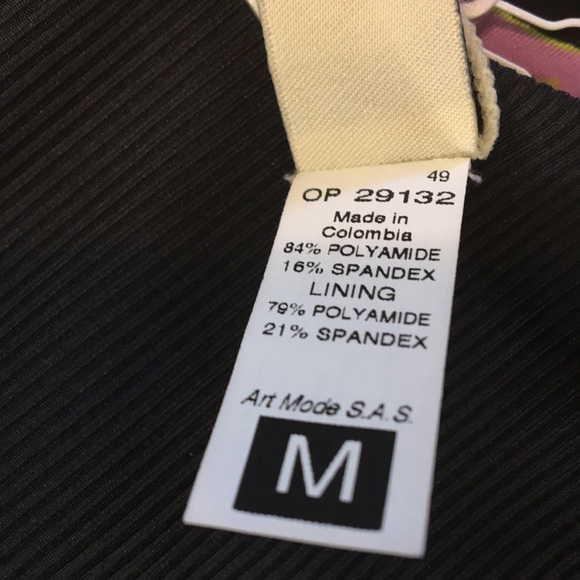 49
OP 29132
Made in
Colombia
84% POLYAMIDE
16% SPANDEX
LINING
79% POLYAMIDE
21% SPANDEX
Art Mode S.A.S.
M